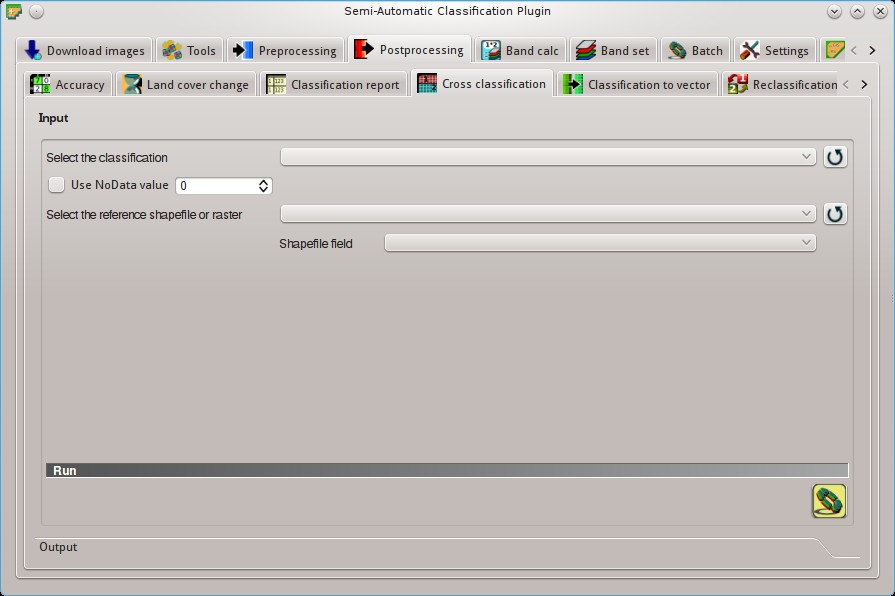 Semi-Automatic Classification Plugin
Download images Tools Preprocessing Postprocessing Band calc Band set Batch Settings
Accuracy Land cover change Classification report Cross classification Classification to vector Reclassification
Input
Select the classification
Use NoData value 0
Select the reference shapefile or raster
Shapefile field
Run
Output